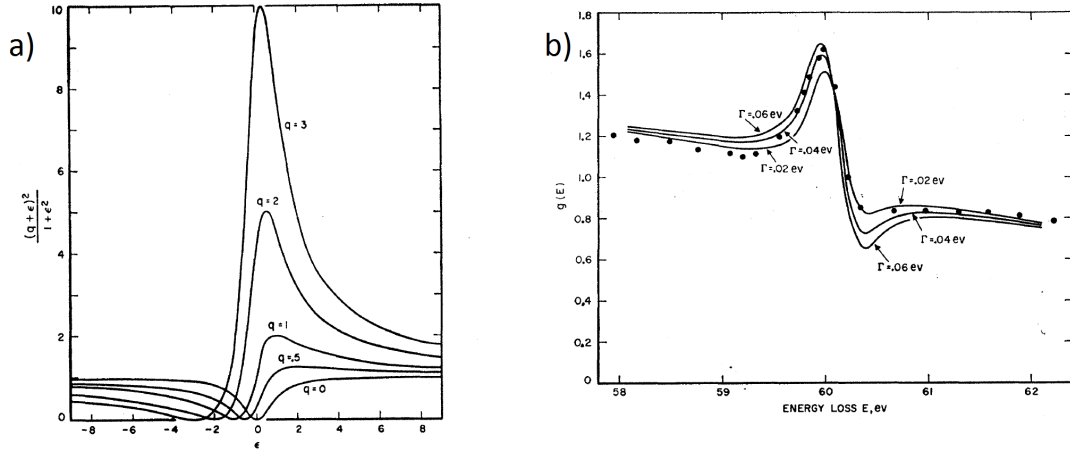 a)
10
8
6
4
2
0
(q + ϵ)²
1 + ϵ²
q = 3
q = 2
q = 1
q = .5
q = 0
-8 -6 -4 -2 0 2 4 6 8
ϵ
b)
1.8
1.6
1.4
1.2
1.0
0.8
0.6
0.4
0.2
0
g (E)
Γ=.06 ev
Γ=.04 ev
Γ=.02 ev
Γ=.02 ev
Γ=.04 ev
Γ=.06 ev
58 59 60 61 62
ENERGY LOSS E, ev